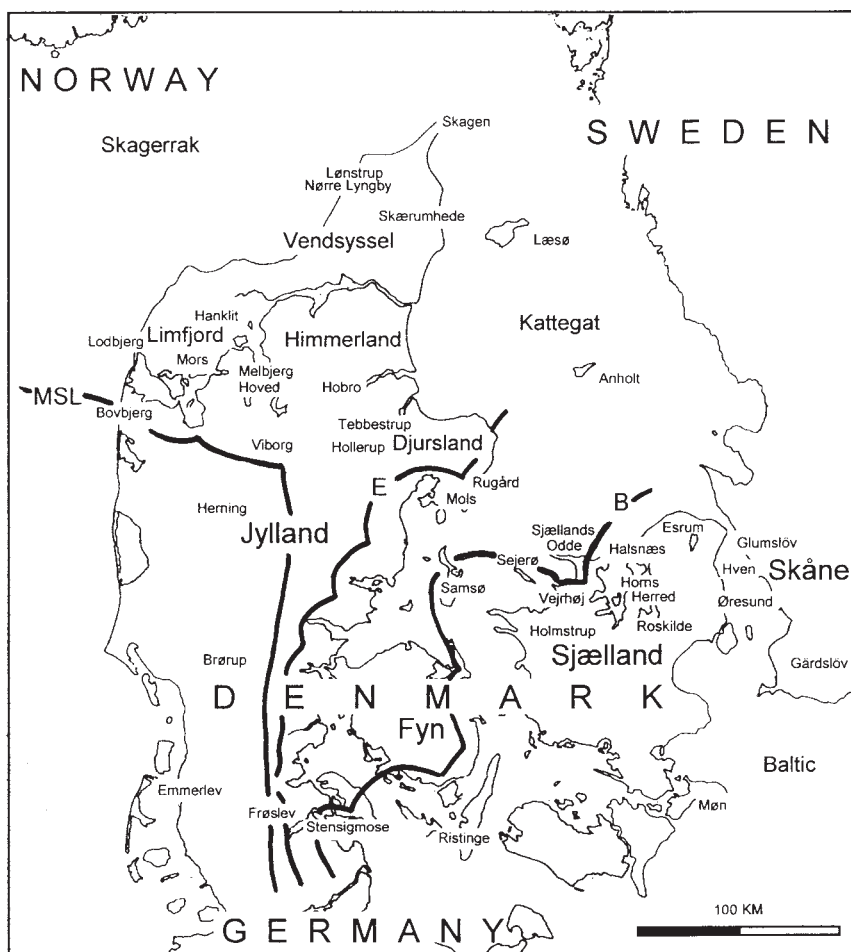 NORWAY
SWEDEN
Skagerrak
Skagen
Lønstrup
Nørre Lyngby
Skærumhede
Vendsyssel
Læsø
Hanklit
Limfjord
Himmerland
Kattegat
Lodbjerg
Mors
Melbjerg
Hoved
Hobro
Anholt
MSL
Bovbjerg
Tebbestrup
Viborg
Hollerup
Djursland
E
Rugård
Mols
B
Herning
Jylland
Sjællands
Odde
Halsnæs
Esrum
Glumslöv
Sejerø
Hven
Skåne
Samsø
Vejrhøj
Horns
Herred
Øresund
Holmstrup
Roskilde
Brørup
Sjælland
Gärdslöv
DENMARK
Fyn
Baltic
Emmerlev
Frøslev
Stensigmose
Ristinge
Møn
100 KM
GERMANY